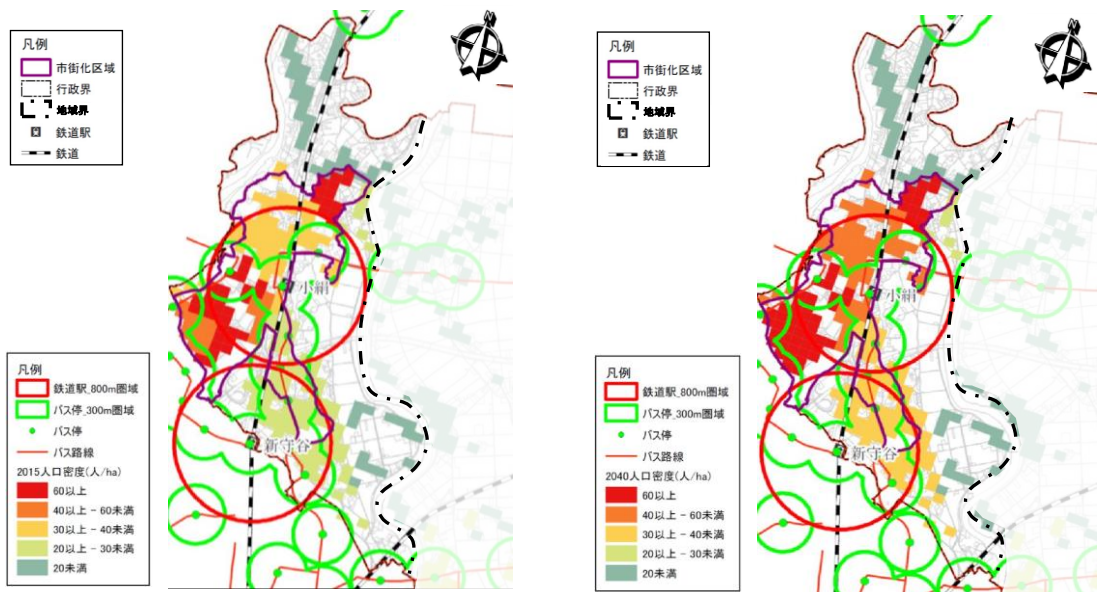 凡例
市街化区域
行政界
地域界
鉄道駅
鉄道
小絹
新守谷
凡例
鉄道駅_800m圏域
バス停_300m圏域
バス停
バス路線
2015人口密度(人/ha)
60以上
40以上－60未満
30以上－40未満
20以上－30未満
20未満
凡例
市街化区域
行政界
地域界
鉄道駅
鉄道
小絹
新守谷
凡例
鉄道駅_800m圏域
バス停_300m圏域
バス停
バス路線
2040人口密度(人/ha)
60以上
40以上－60未満
30以上－40未満
20以上－30未満
20未満